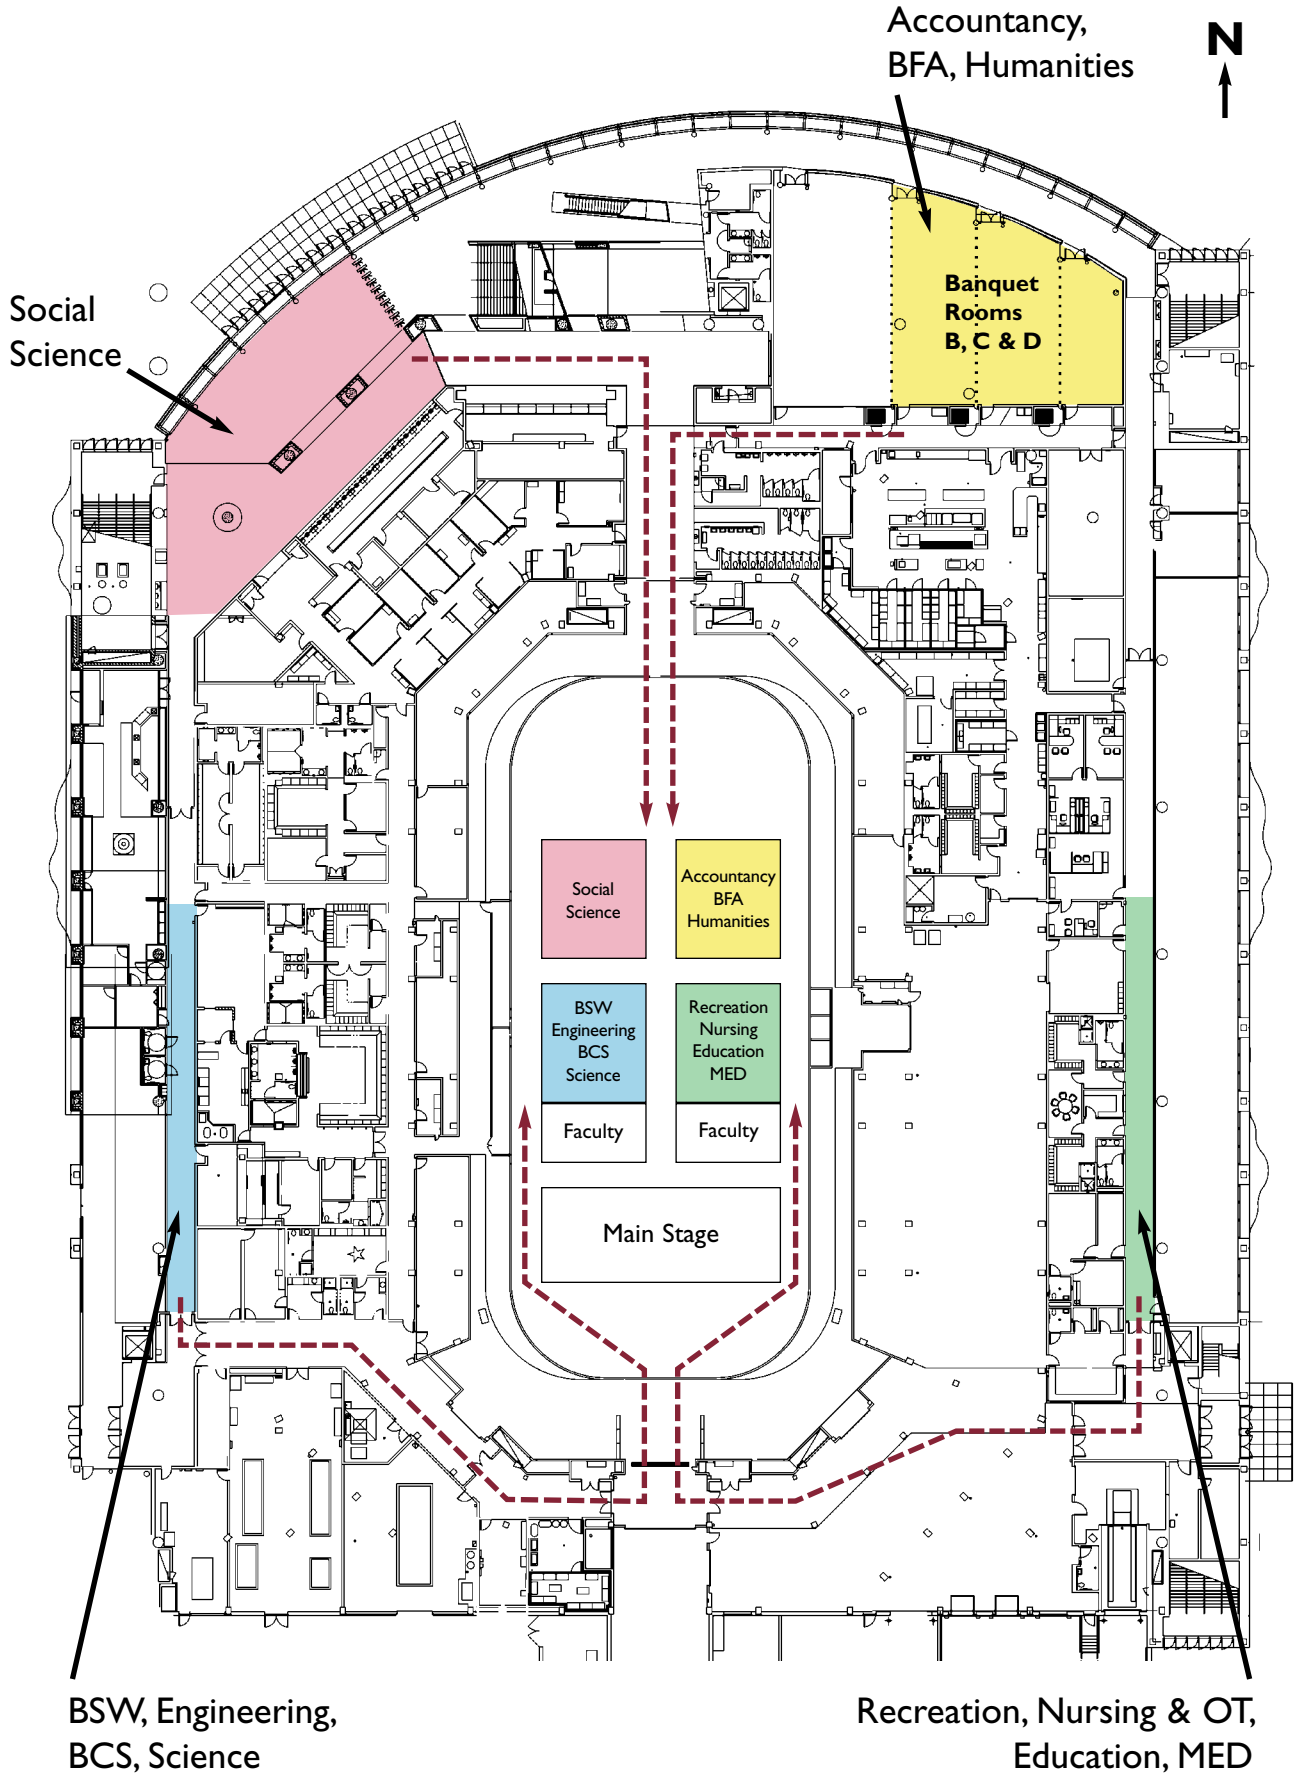 Accountancy,
BFA, Humanities
N
Social
Science
Banquet
Rooms
B, C & D
Social
Science
Accountancy
BFA
Humanities
BSW
Engineering
BCS
Science
Recreation
Nursing
Education
MED
Faculty
Faculty
Main Stage
BSW, Engineering,
BCS, Science
Recreation, Nursing & OT,
Education, MED